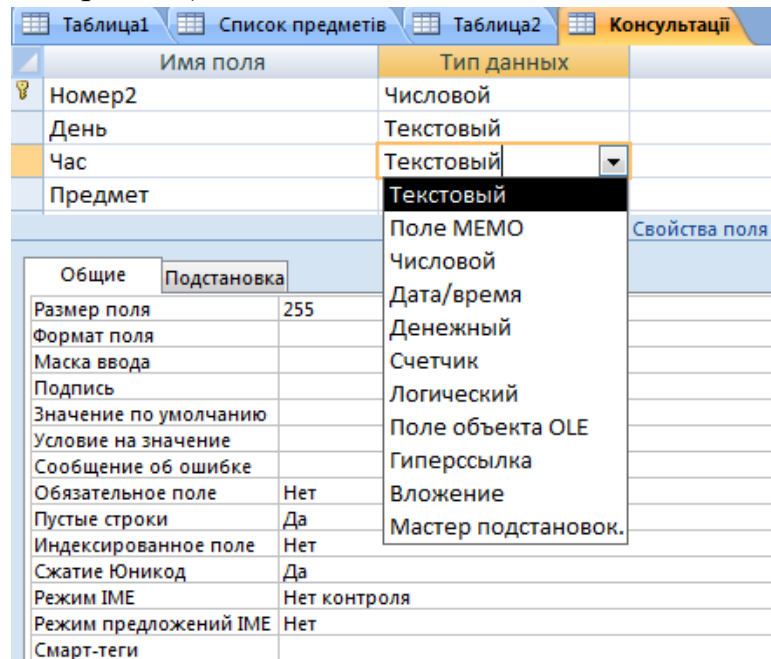 Таблица1 Список предметів Таблица2 Консультації
Имя поля Тип данных
Номер2 Числовой
День Текстовый
Час Текстовый
Предмет Текстовый
Поле МЕМО Свойства поля
Числовой
Дата/время
Денежный
Счетчик
Логический
Поле объекта OLE
Гиперссылка
Вложение
Мастер подстановок.
Общие Подстановка
Размер поля 255
Формат поля
Маска ввода
Подпись
Значение по умолчанию
Условие на значение
Сообщение об ошибке
Обязательное поле Нет
Пустые строки Да
Индексированное поле Нет
Сжатие Юникод Да
Режим IME Нет контроля
Режим предложений IME Нет
Смарт-теги